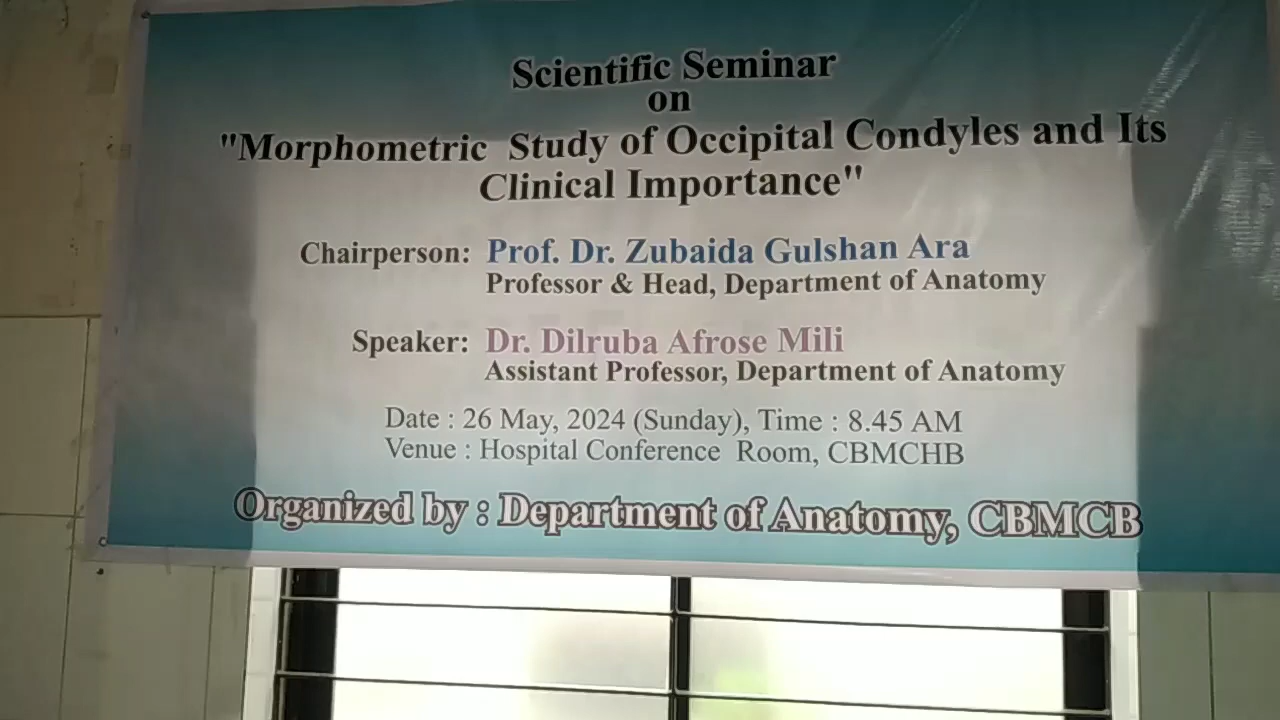 Scientific Seminar
on
"Morphometric Study of Occipital Condyles and Its
Clinical Importance"
Chairperson: Prof. Dr. Zubaida Gulshan Ara
Professor & Head, Department of Anatomy
Speaker: Dr. Dilruba Afrose Mili
Assistant Professor, Department of Anatomy
Date : 26 May, 2024 (Sunday), Time : 8.45 AM
Venue : Hospital Conference Room, CBMCHB
Organized by : Department of Anatomy, CBMCB